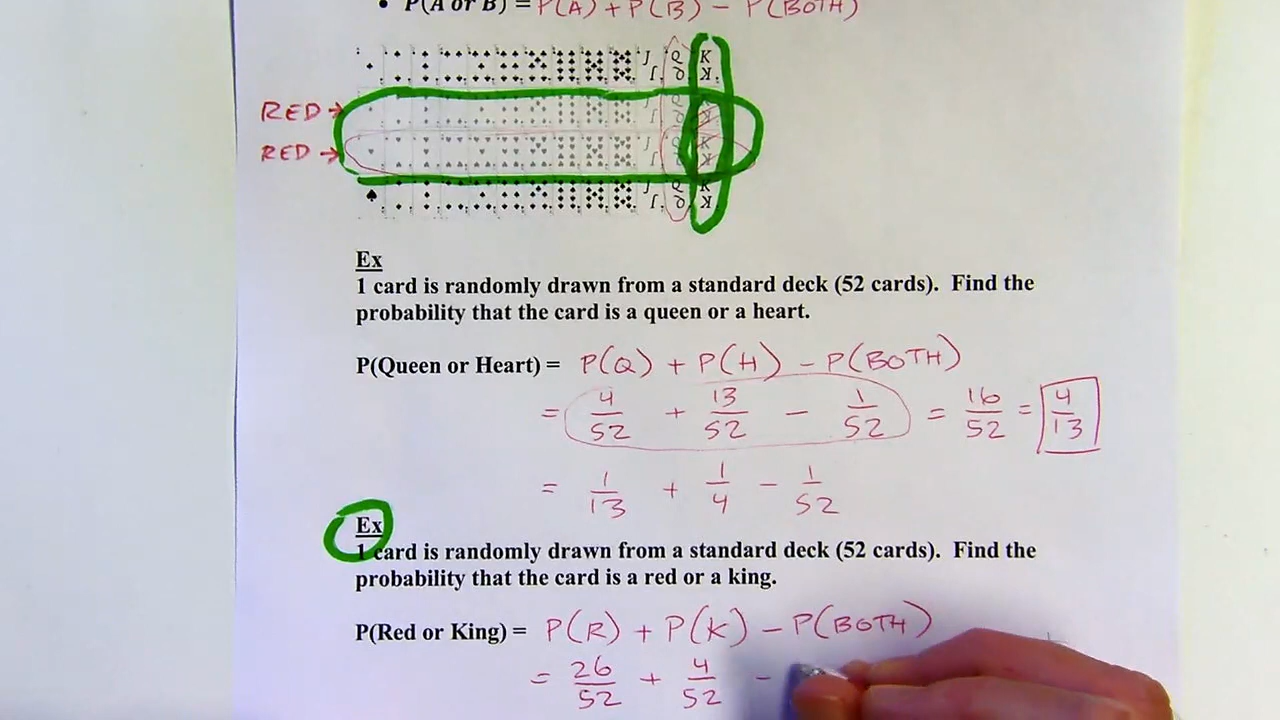 • P(A or B) = P(A) + P(B) − P(BOTH)
J Q K
RED →
RED →
J Q K
Ex
1 card is randomly drawn from a standard deck (52 cards). Find the
probability that the card is a queen or a heart.
P(Queen or Heart) = P(Q) + P(H) − P(BOTH)
= 4/52 + 13/52 − 1/52 = 16/52 = 4/13
= 1/13 + 1/4 − 1/52
Ex
1 card is randomly drawn from a standard deck (52 cards). Find the
probability that the card is a red or a king.
P(Red or King) = P(R) + P(K) − P(BOTH)
= 26/52 + 4/52 −